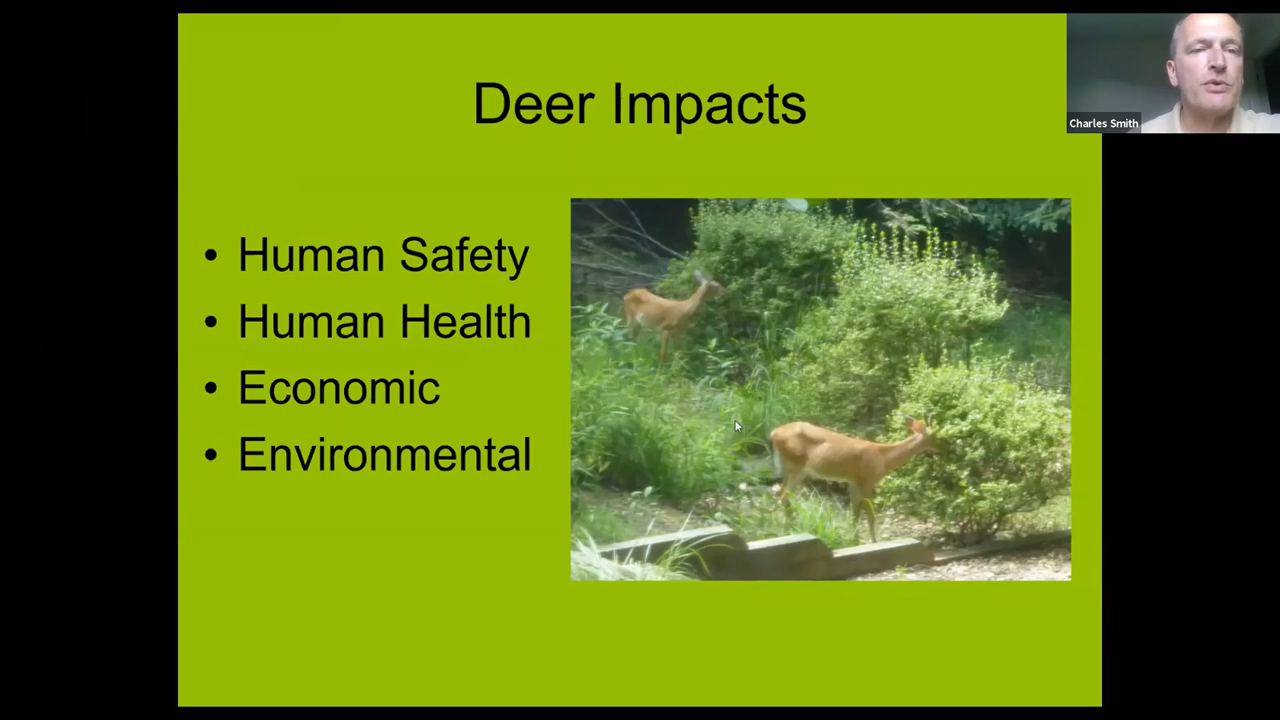 Deer Impacts
Charles Smith
• Human Safety
• Human Health
• Economic
• Environmental